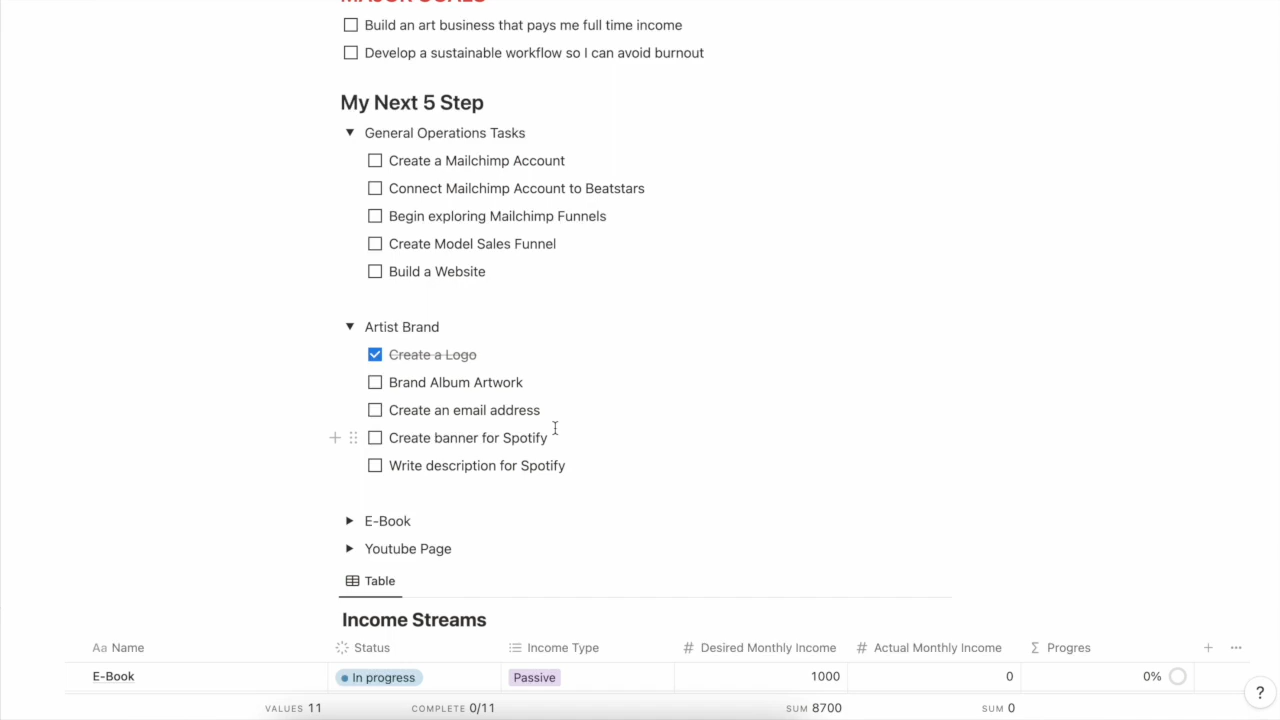 MAJOR GOALS
Build an art business that pays me full time income
Develop a sustainable workflow so I can avoid burnout
My Next 5 Step
General Operations Tasks
Create a Mailchimp Account
Connect Mailchimp Account to Beatstars
Begin exploring Mailchimp Funnels
Create Model Sales Funnel
Build a Website
Artist Brand
Create a Logo
Brand Album Artwork
Create an email address
Create banner for Spotify
Write description for Spotify
E-Book
Youtube Page
Table
Income Streams
Aa Name Status Income Type # Desired Monthly Income # Actual Monthly Income Σ Progres + ...
E-Book In progress Passive 1000 0 0%
VALUES 11 COMPLETE 0/11 SUM 8700 SUM 0
?